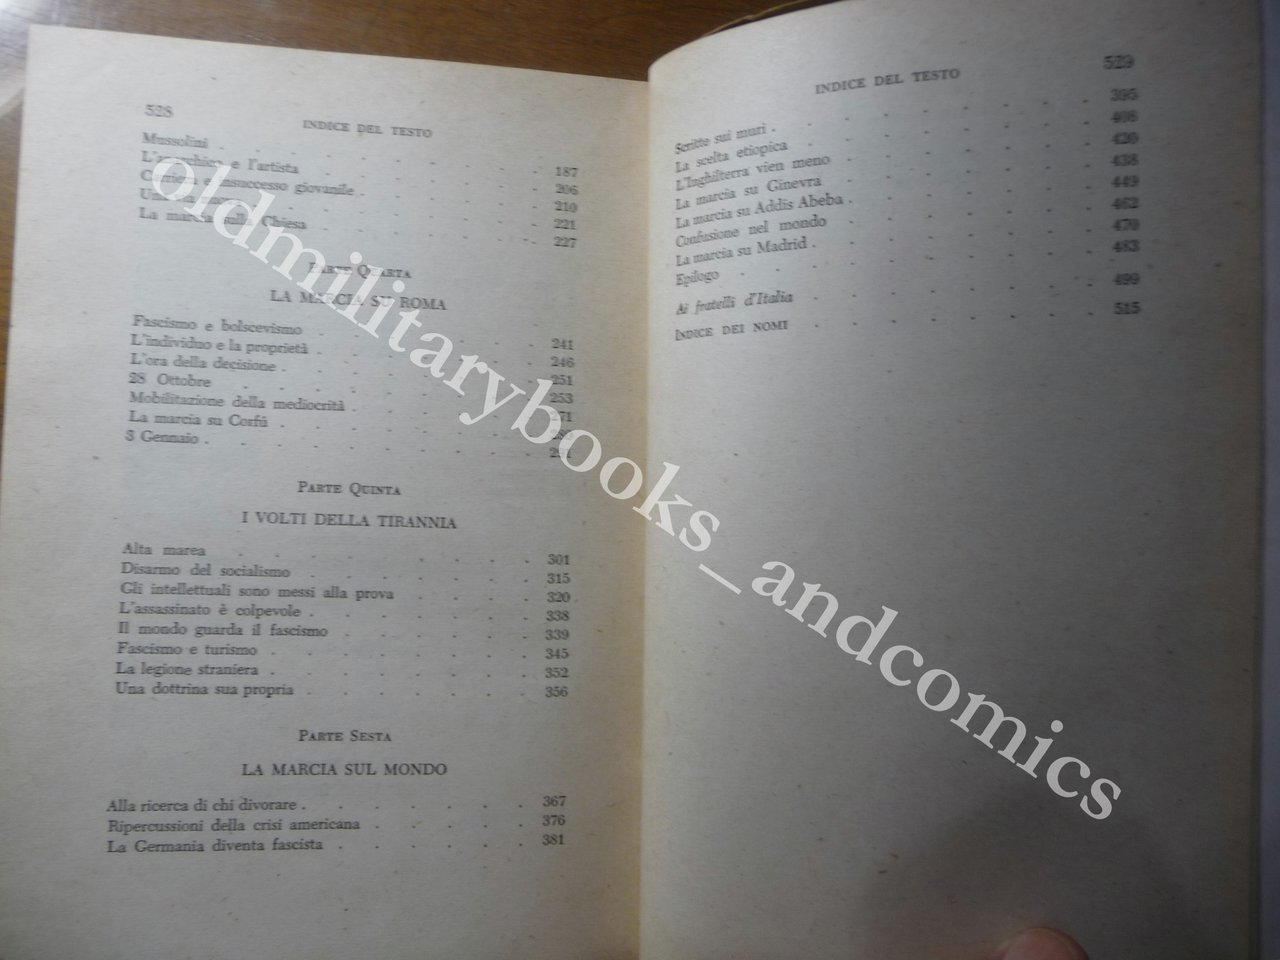 528
INDICE DEL TESTO
Mussolini . . . . . . . . . 187
L'anarchico e l'artista . . . . . . 206
Carriera e insuccesso giovanile . . . . . 210
221
La marcia sulla Chiesa . . . . . . 227
PARTE QUARTA
LA MARCIA SU ROMA
Fascismo e bolscevismo . . . . . . 241
L'individuo e la proprietà . . . . . . 246
L'ora della decisione . . . . . . . 251
28 Ottobre . . . . . . . . 253
Mobilitazione della mediocrità . . . . . 271
La marcia su Corfù . . . . . . .
3 Gennaio . . . . . . . . . 291
PARTE QUINTA
I VOLTI DELLA TIRANNIA
Alta marea . . . . . . . . 301
Disarmo del socialismo . . . . . . 315
Gli intellettuali sono messi alla prova . . . . 320
L'assassinato è colpevole . . . . . . 338
Il mondo guarda il fascismo . . . . . 339
Fascismo e turismo . . . . . . . 345
La legione straniera . . . . . . . 352
Una dottrina sua propria . . . . . . 356
PARTE SESTA
LA MARCIA SUL MONDO
Alla ricerca di chi divorare . . . . . . 367
Ripercussioni della crisi americana . . . . 376
La Germania diventa fascista . . . . . 381
INDICE DEL TESTO
529
Scritte sui muri . . . . . . . . 395
La scelta etiopica . . . . . . . 408
L'Inghilterra vien meno . . . . . . 420
La marcia su Ginevra . . . . . . 438
La marcia su Addis Abeba . . . . . . 449
Confusione nel mondo . . . . . . 462
La marcia su Madrid . . . . . . . 470
Epilogo . . . . . . . . 483
Ai fratelli d'Italia . . . . . . . 499
INDICE DEI NOMI . . . . . . . 515
oldmilitarybooks_andcomics